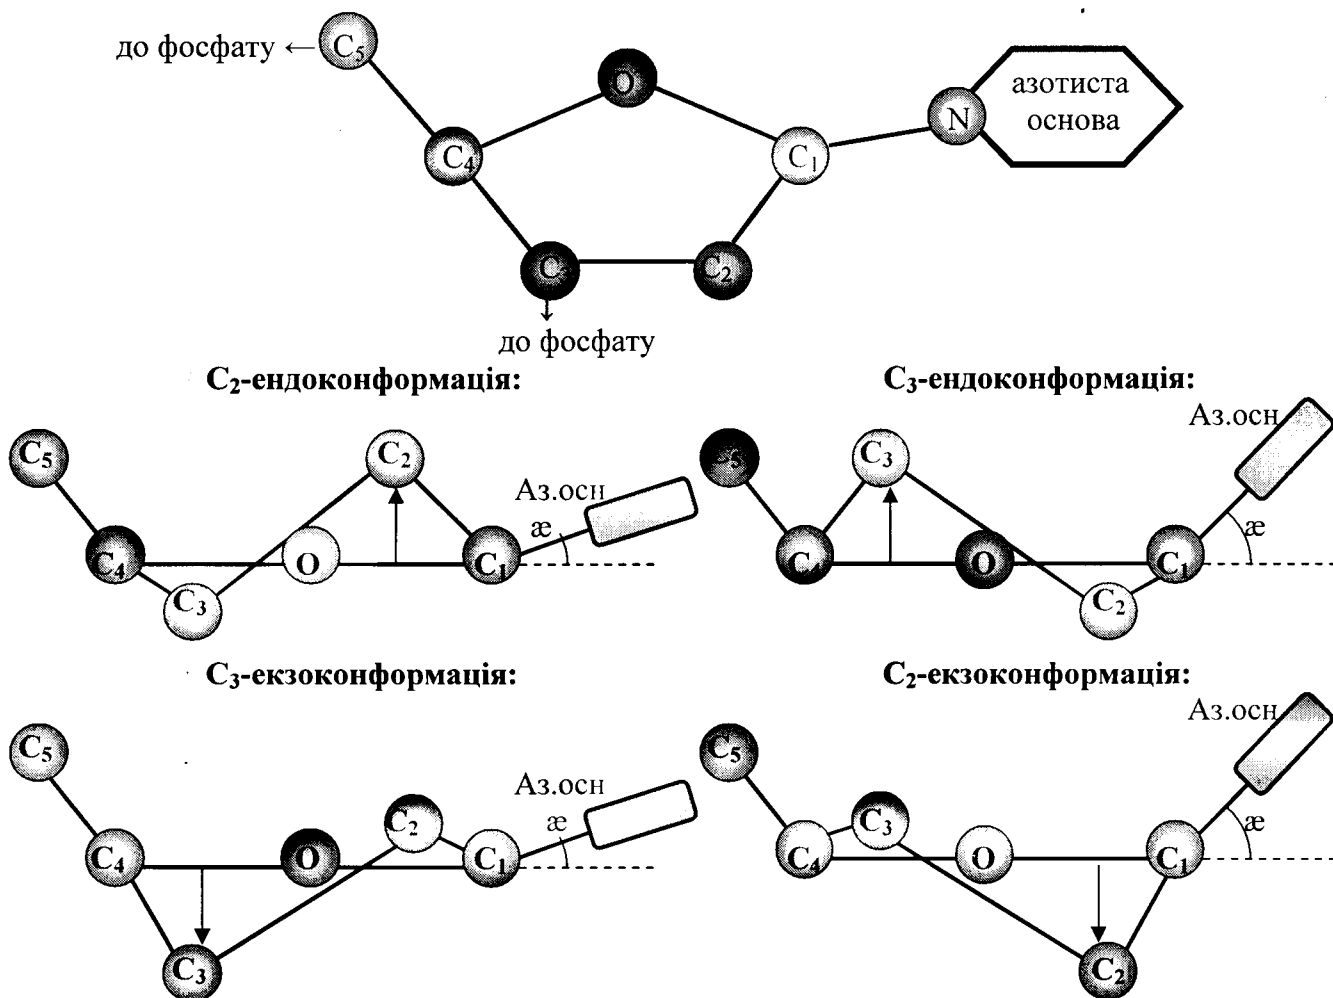 до фосфату ← C₅
O
азотиста
основа
N
C₄
C₁
C
C₂
↓
до фосфату
C₂-ендоконформація:
C₃-ендоконформація:
C₅
C₂
Аз.осн
æ
C₄
O
C₁
C₃
Аз.осн
C₅
C₃
æ
C₄
O
C₁
C₂
C₃-екзоконформація:
C₂-екзоконформація:
C₅
Аз.осн
C₂
æ
C₄
O
C₁
C₃
Аз.осн
C₅
C₃
æ
C₄
O
C₁
C₂